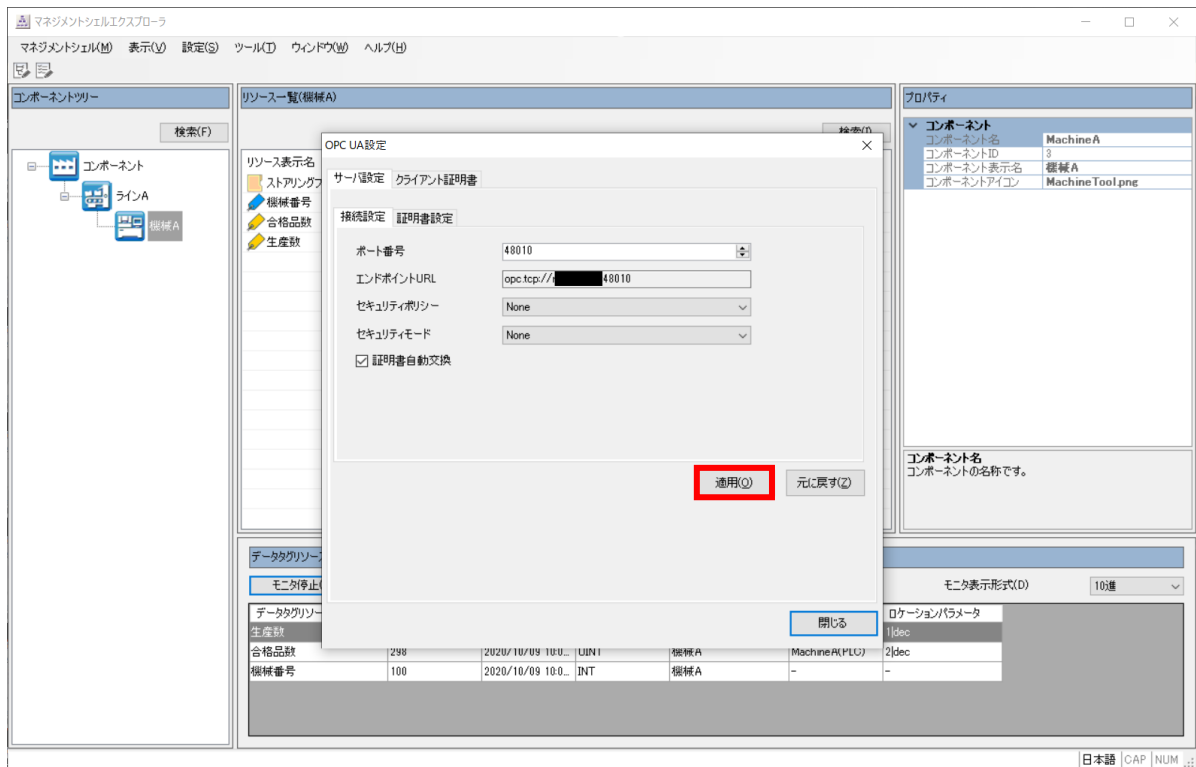 マネジメントシェルエクスプローラ
マネジメントシェル(M) 表示(V) 設定(S) ツール(T) ウィンドウ(W) ヘルプ(H)
コンポーネントツリー
検索(F)
コンポーネント
ラインA
機械A
リソース一覧(機械A)
検索(I)
リソース表示名
ストアリングフ
機械番号
合格品数
生産数
OPC UA設定
サーバ設定 クライアント証明書
接続設定 証明書設定
ポート番号 48010
エンドポイントURL opc.tcp:// 48010
セキュリティポリシー None
セキュリティモード None
証明書自動交換
適用(O) 元に戻す(Z)
閉じる
プロパティ
コンポーネント
コンポーネント名 MachineA
コンポーネントID 3
コンポーネント表示名 機械A
コンポーネントアイコン MachineTool.png
コンポーネント名
コンポーネントの名称です。
データタグリソース
モニタ停止( モニタ表示形式(D) 10進
データタグリソー ロケーションパラメータ
生産数 1|dec
合格品数 298 2020/10/09 10:0... UINT 機械A MachineA(PLC) 2|dec
機械番号 100 2020/10/09 10:0... INT 機械A - -
日本語 CAP NUM